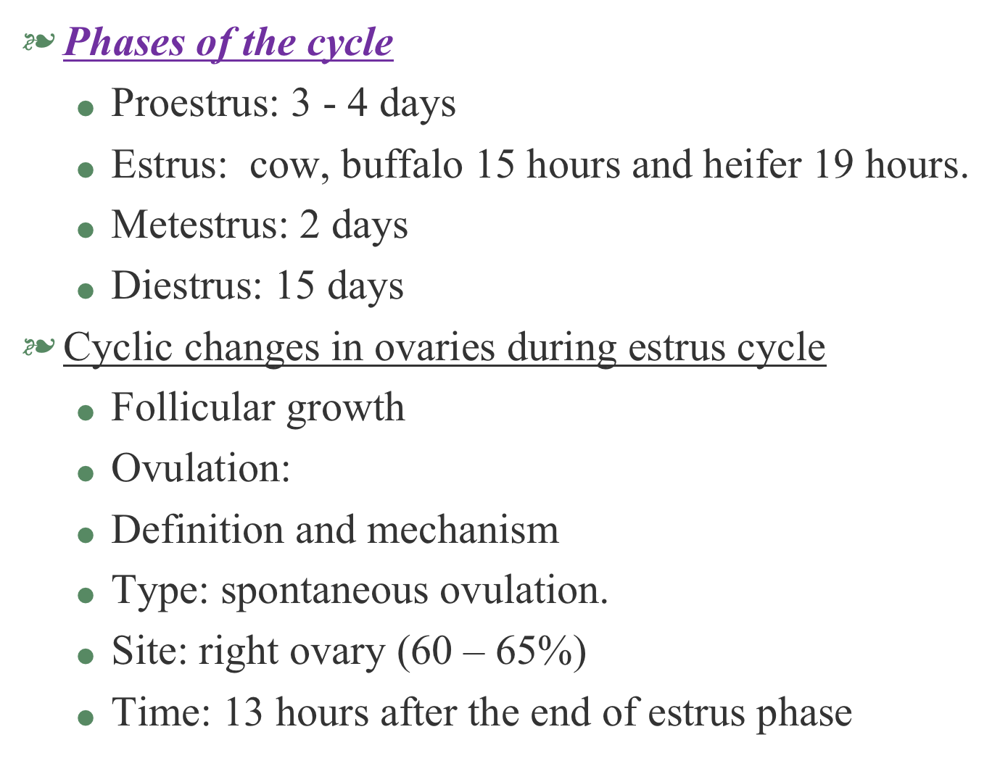 ❧ Phases of the cycle
● Proestrus: 3 - 4 days
● Estrus:  cow, buffalo 15 hours and heifer 19 hours.
● Metestrus: 2 days
● Diestrus: 15 days
❧ Cyclic changes in ovaries during estrus cycle
● Follicular growth
● Ovulation:
● Definition and mechanism
● Type: spontaneous ovulation.
● Site: right ovary (60 – 65%)
● Time: 13 hours after the end of estrus phase